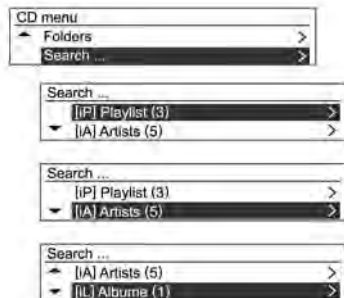 CD menu
Folders >
Search ... >
Search ...
[iP] Playlist (3) >
[iA] Artists (5) >
Search ...
[iP] Playlist (3) >
[iA] Artists (5) >
Search ...
[iA] Artists (5) >
[iL] Albums (1) >